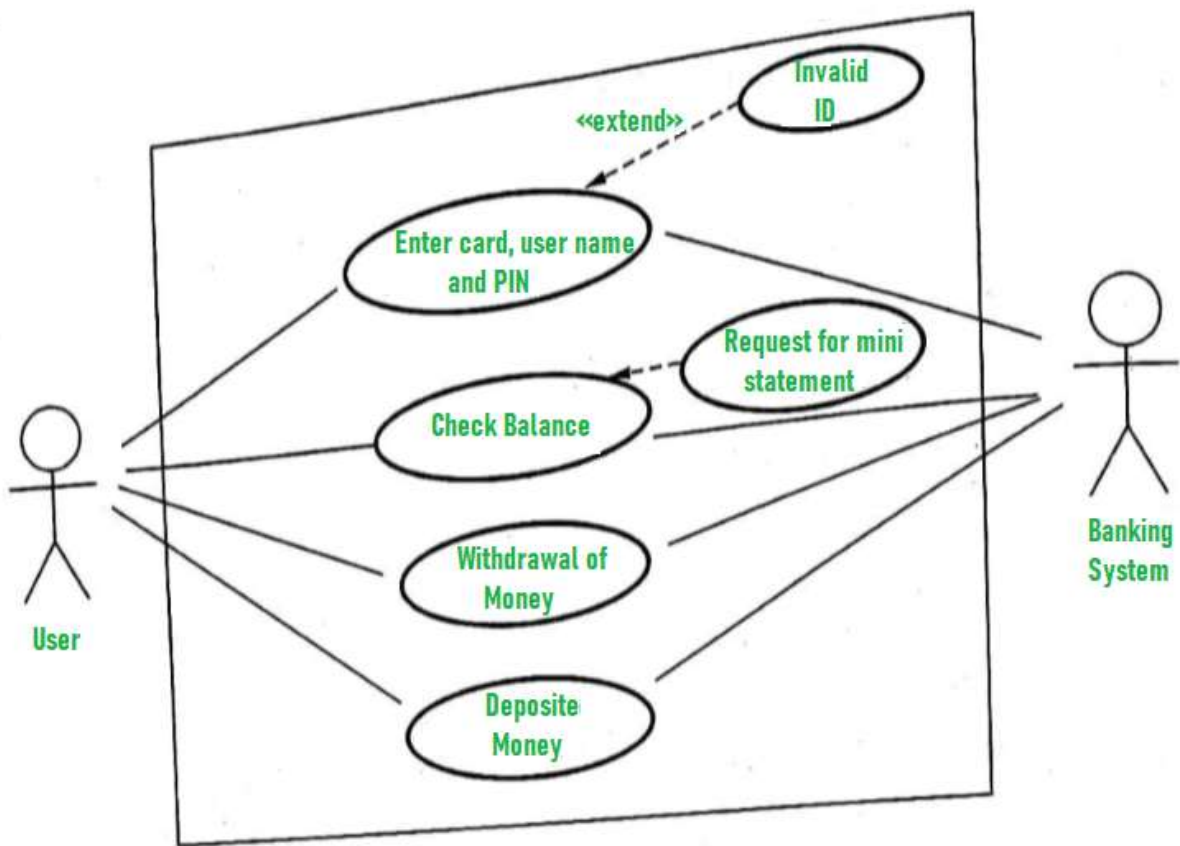 Invalid
ID
«extend»
Enter card, user name
and PIN
Request for mini
statement
Check Balance
Withdrawal of
Money
Deposite
Money
User
Banking
System